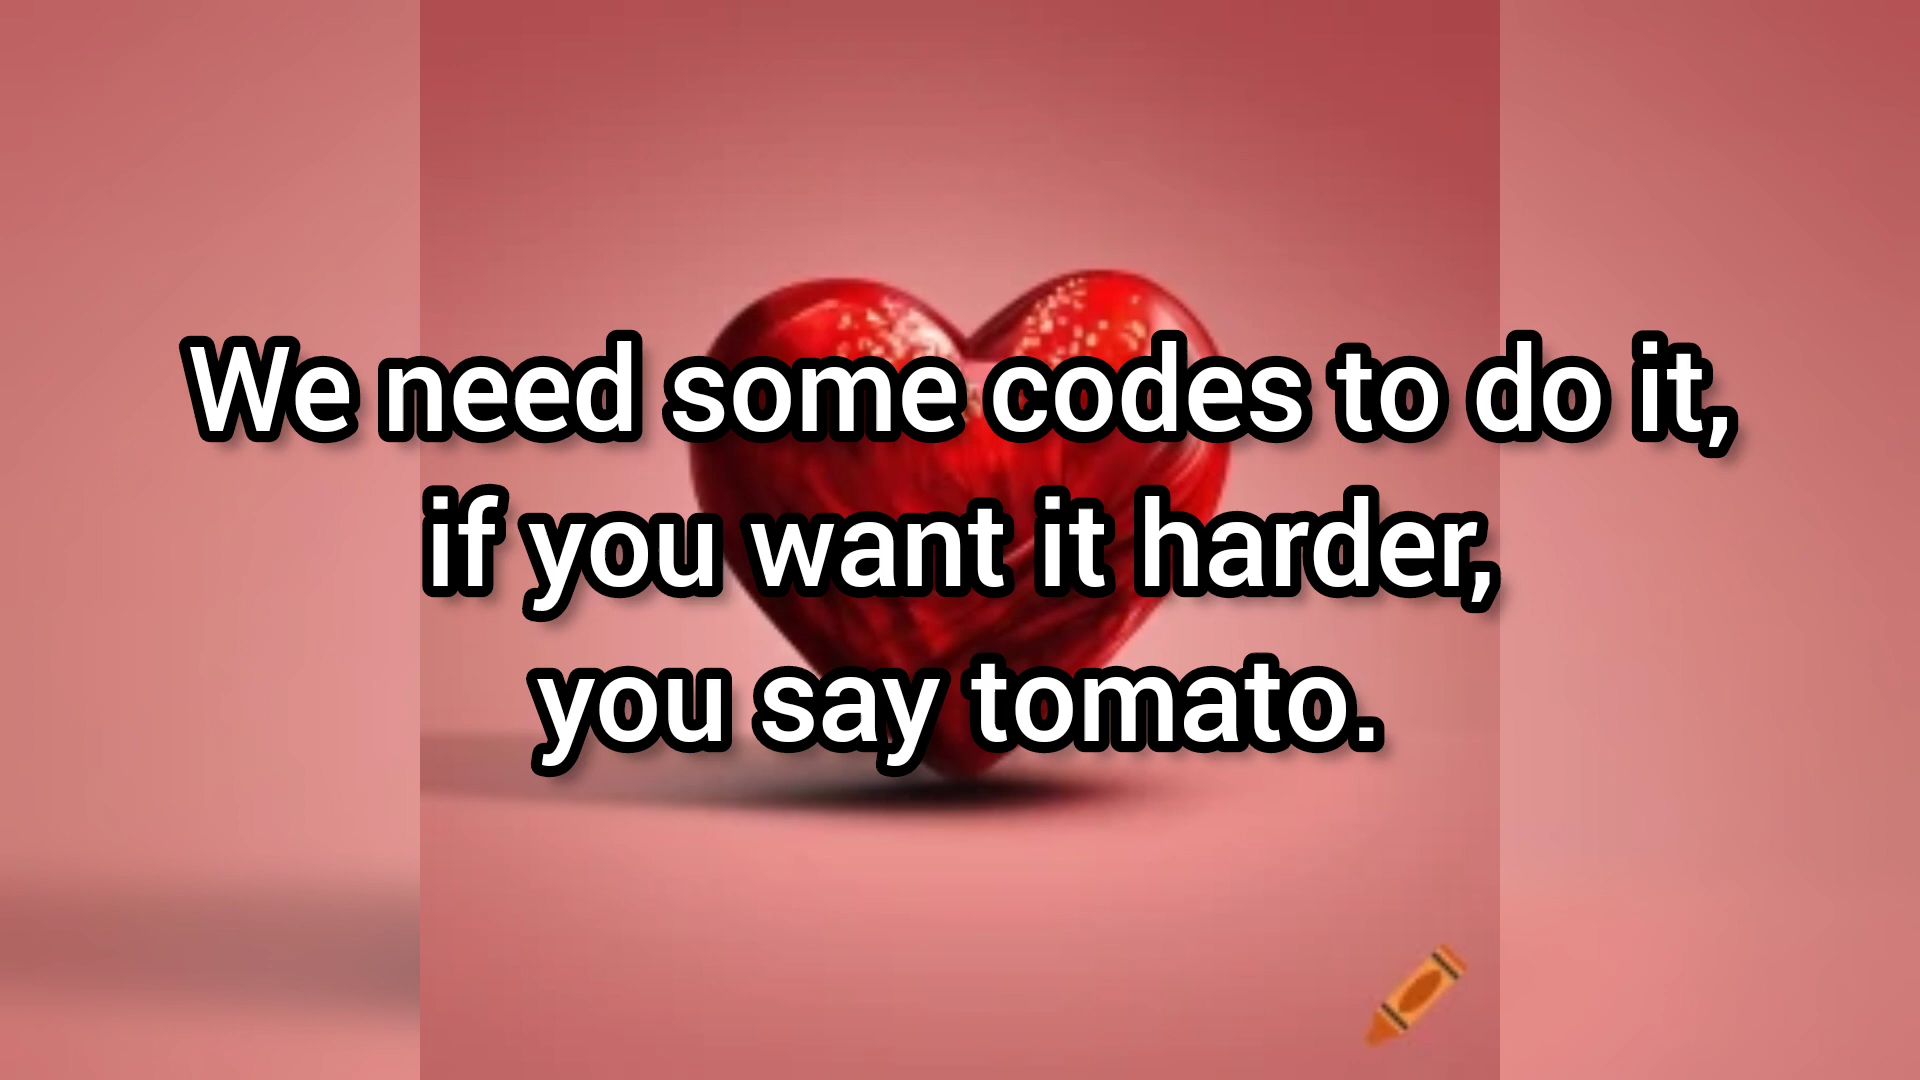 We need some codes to do it,
if you want it harder,
you say tomato.